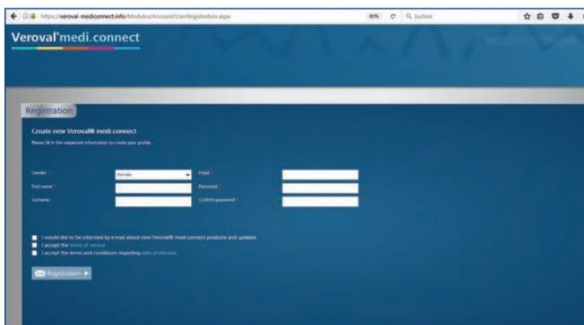 https://veroval-mediconnect.info/Modules/Account/UserRegistration.aspx
80%
Suchen
Veroval®medi.connect
Registration
Create new Veroval® medi.connect
Please fill in the requested information to create your profile.
Gender
Female
Email
First name
Password
Surname
Confirm password
I would like to be informed by e-mail about new Veroval® medi.connect products and updates
I accept the terms of service
I accept the terms and conditions regarding data protection
Registration